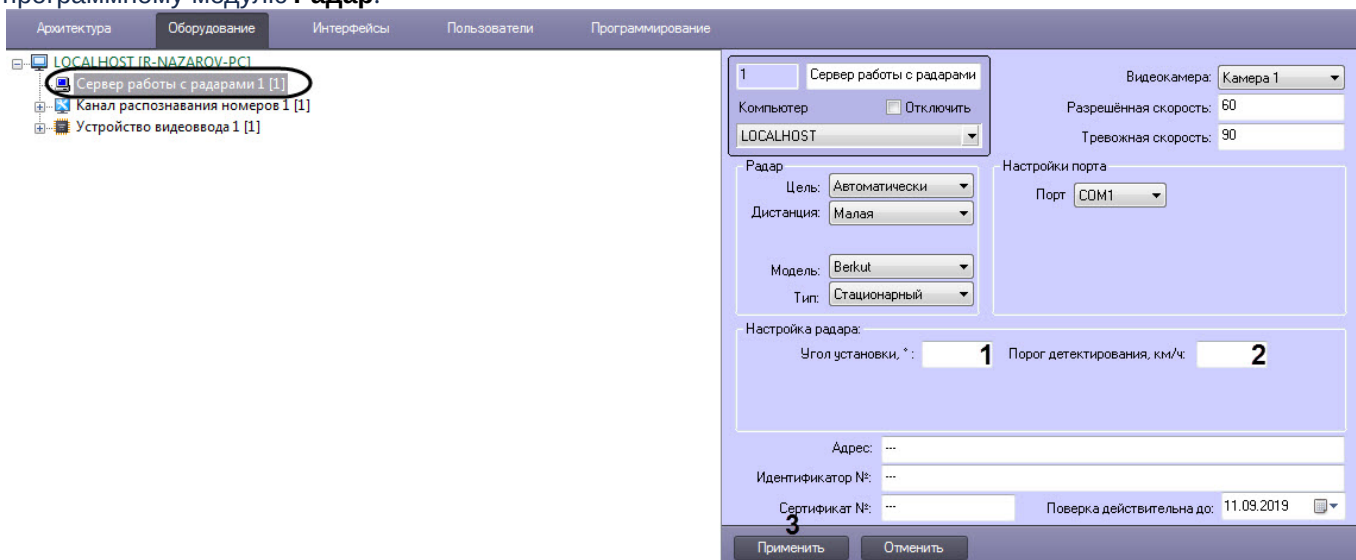 программному модулю Радар.
Архитектура Оборудование Интерфейсы Пользователи Программирование
LOCALHOST [R-NAZAROV-PC]
Сервер работы с радарами 1 [1]
Канал распознавания номеров 1 [1]
Устройство видеоввода 1 [1]
1 Сервер работы с радарами
Компьютер Отключить
LOCALHOST
Видеокамера: Камера 1
Разрешённая скорость: 60
Тревожная скорость: 90
Радар
Цель: Автоматически
Дистанция: Малая
Модель: Berkut
Тип: Стационарный
Настройки порта
Порт COM1
Настройка радара:
Угол установки, ° : 1 Порог детектирования, км/ч: 2
Адрес: ---
Идентификатор №: ---
Сертификат №: --- Поверка действительна до: 11.09.2019
3
Применить Отменить